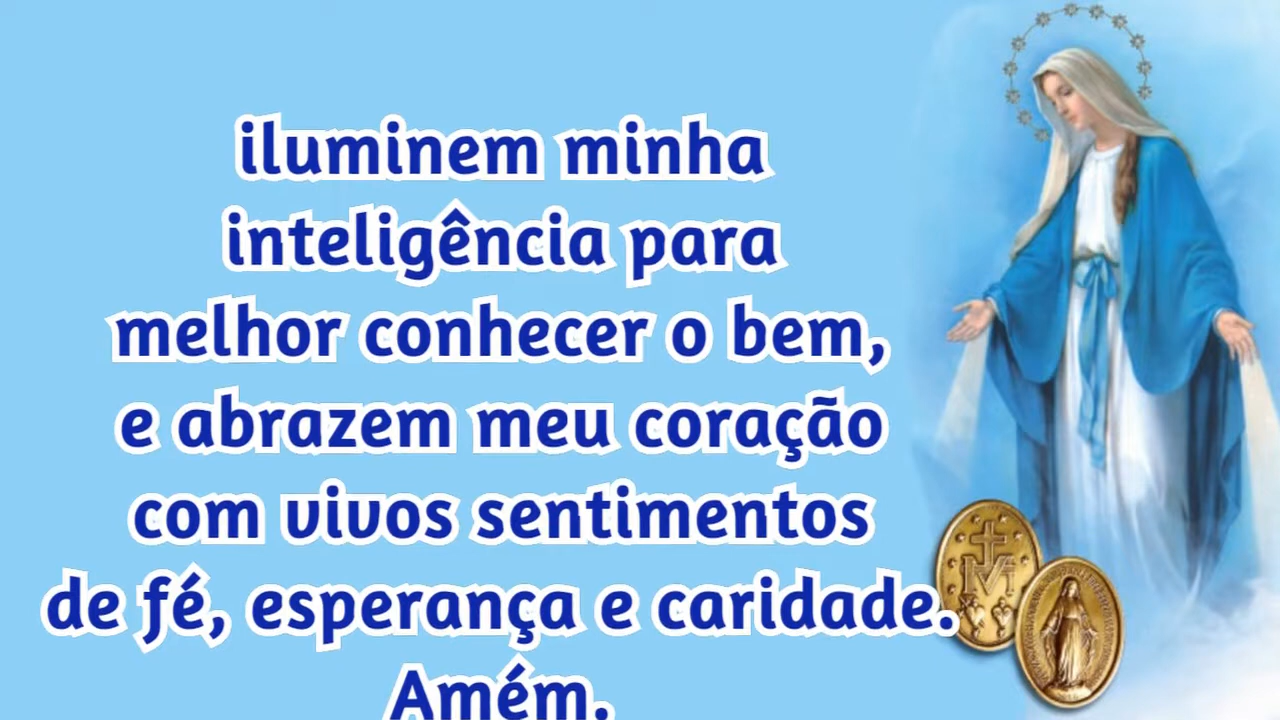 iluminem minha
inteligência para
melhor conhecer o bem,
e abrazem meu coração
com vivos sentimentos
de fé, esperança e caridade.
Amém.